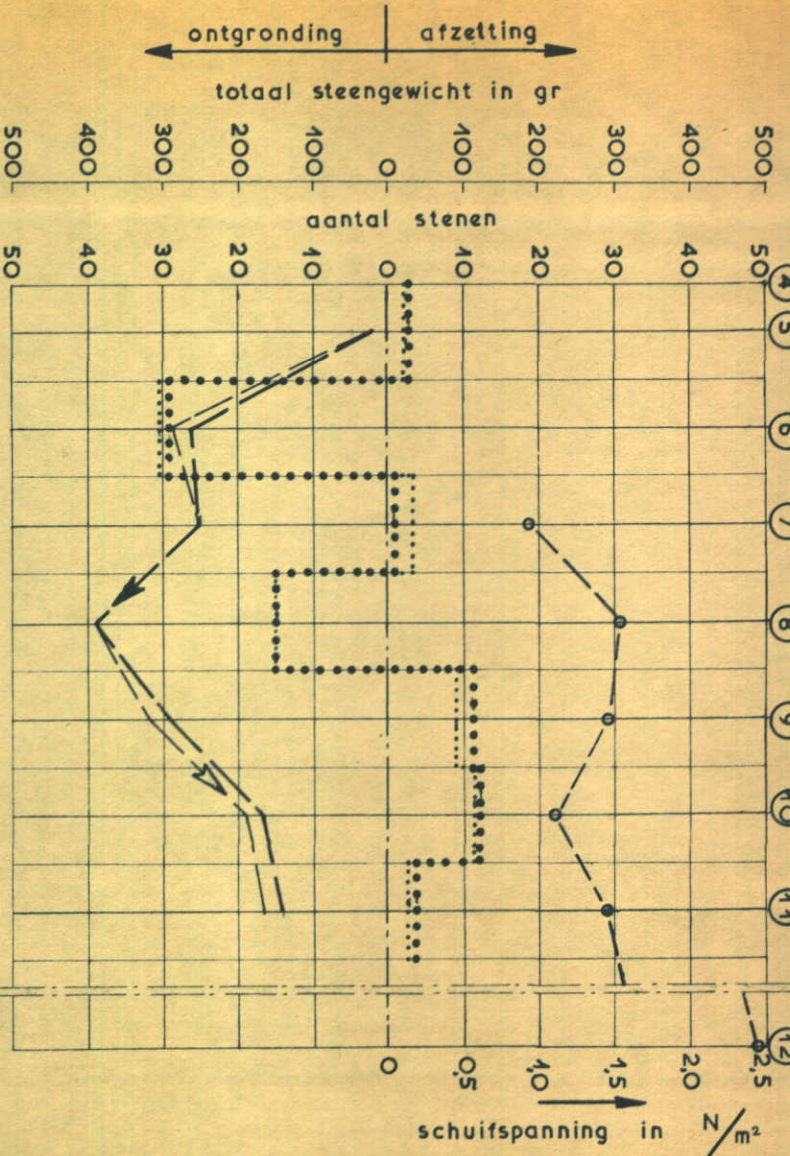 ontgronding afzetting
totaal steengewicht in gr
500 400 300 200 100 0 100 200 300 400 500
aantal stenen
50 40 30 20 10 0 10 20 30 40 50
4
5
6
7
8
9
10
11
12
0 0,5 1,0 1,5 2,0 2,5
schuifspanning in N/m²